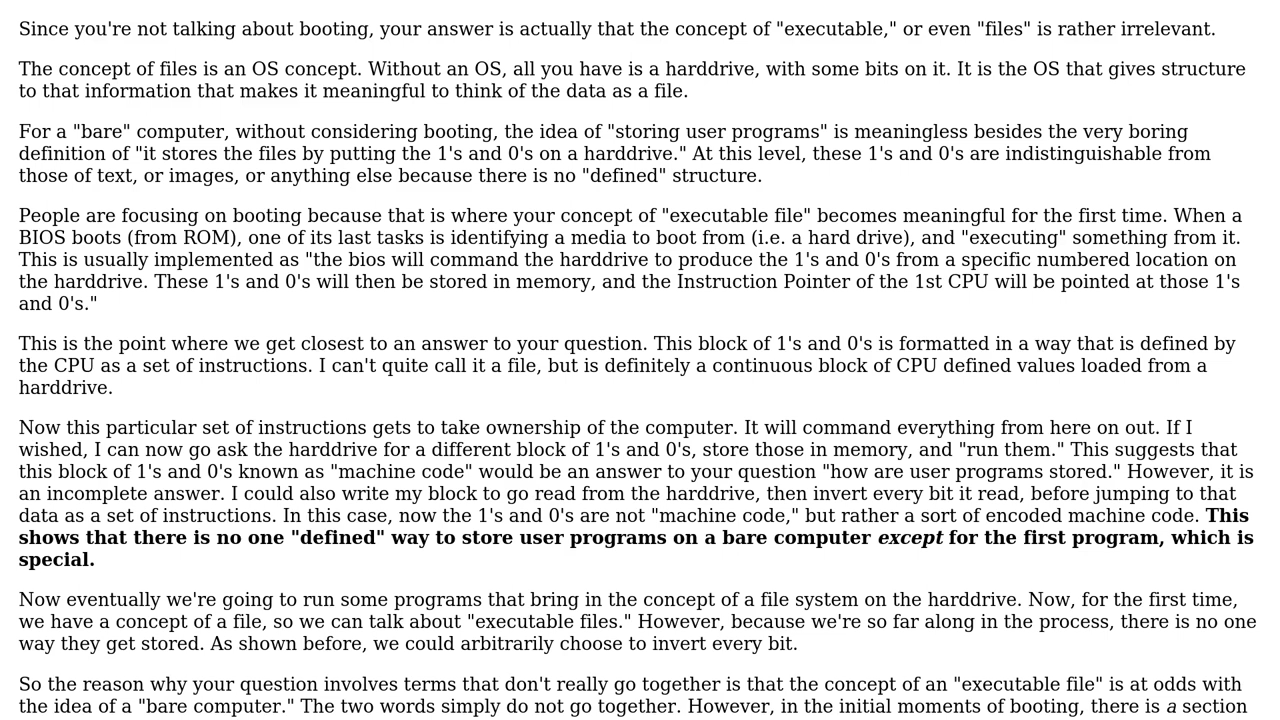 Since you're not talking about booting, your answer is actually that the concept of "executable," or even "files" is rather irrelevant.
The concept of files is an OS concept. Without an OS, all you have is a harddrive, with some bits on it. It is the OS that gives structure
to that information that makes it meaningful to think of the data as a file.
For a "bare" computer, without considering booting, the idea of "storing user programs" is meaningless besides the very boring
definition of "it stores the files by putting the 1's and 0's on a harddrive." At this level, these 1's and 0's are indistinguishable from
those of text, or images, or anything else because there is no "defined" structure.
People are focusing on booting because that is where your concept of "executable file" becomes meaningful for the first time. When a
BIOS boots (from ROM), one of its last tasks is identifying a media to boot from (i.e. a hard drive), and "executing" something from it.
This is usually implemented as "the bios will command the harddrive to produce the 1's and 0's from a specific numbered location on
the harddrive. These 1's and 0's will then be stored in memory, and the Instruction Pointer of the 1st CPU will be pointed at those 1's
and 0's."
This is the point where we get closest to an answer to your question. This block of 1's and 0's is formatted in a way that is defined by
the CPU as a set of instructions. I can't quite call it a file, but is definitely a continuous block of CPU defined values loaded from a
harddrive.
Now this particular set of instructions gets to take ownership of the computer. It will command everything from here on out. If I
wished, I can now go ask the harddrive for a different block of 1's and 0's, store those in memory, and "run them." This suggests that
this block of 1's and 0's known as "machine code" would be an answer to your question "how are user programs stored." However, it is
an incomplete answer. I could also write my block to go read from the harddrive, then invert every bit it read, before jumping to that
data as a set of instructions. In this case, now the 1's and 0's are not "machine code," but rather a sort of encoded machine code. This
shows that there is no one "defined" way to store user programs on a bare computer except for the first program, which is
special.
Now eventually we're going to run some programs that bring in the concept of a file system on the harddrive. Now, for the first time,
we have a concept of a file, so we can talk about "executable files." However, because we're so far along in the process, there is no one
way they get stored. As shown before, we could arbitrarily choose to invert every bit.
So the reason why your question involves terms that don't really go together is that the concept of an "executable file" is at odds with
the idea of a "bare computer." The two words simply do not go together. However, in the initial moments of booting, there is a section